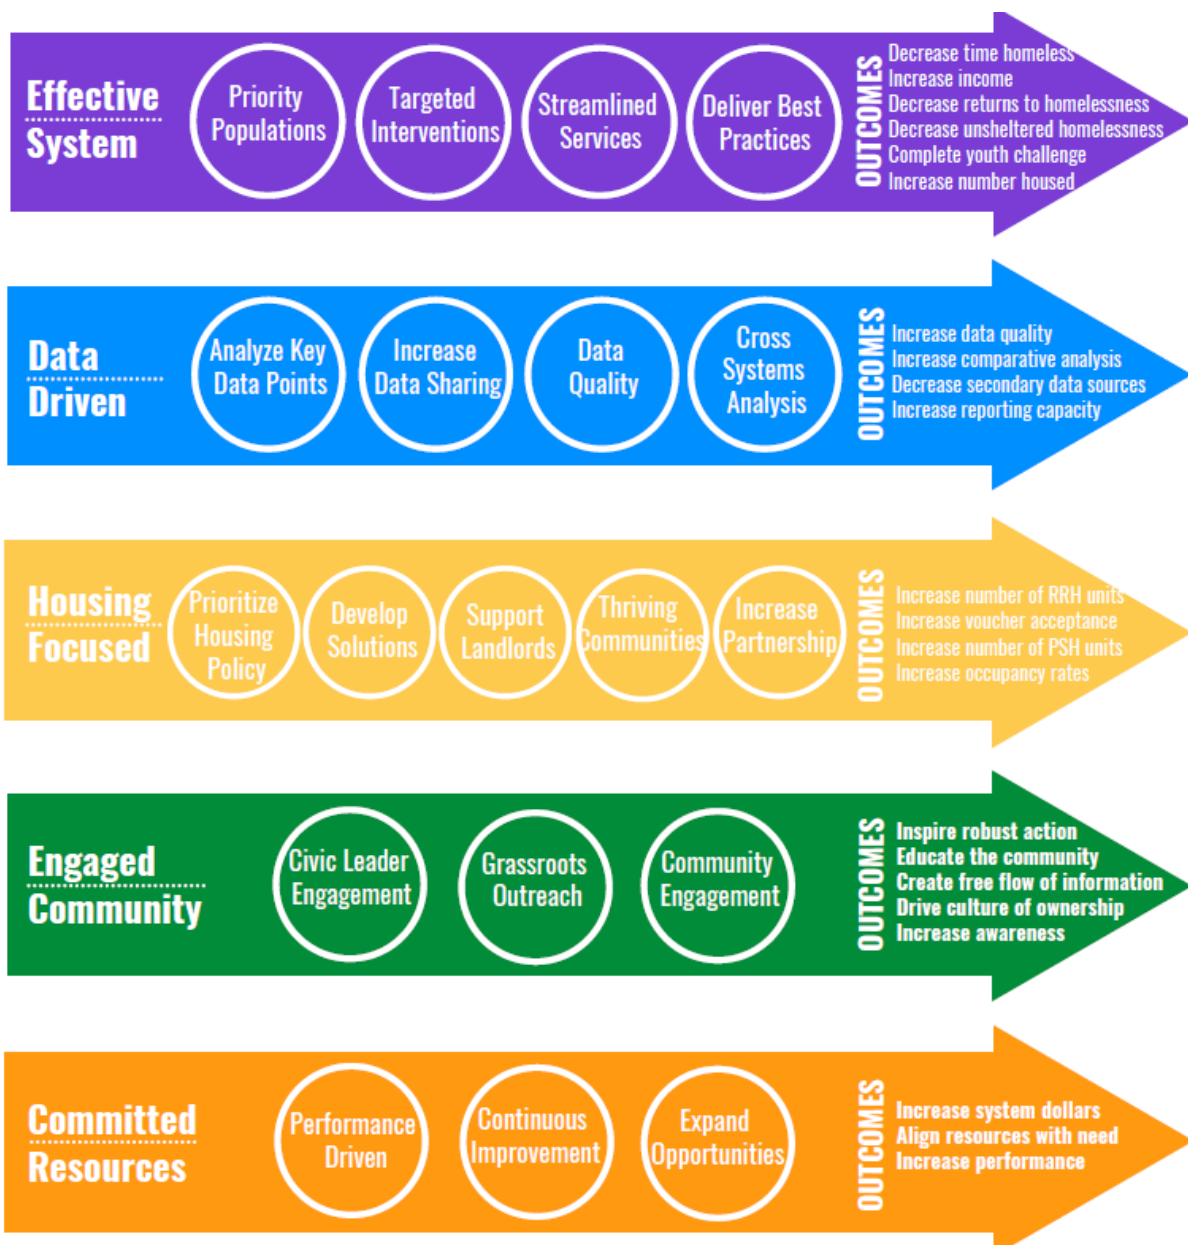 Effective
System
Priority
Populations
Targeted
Interventions
Streamlined
Services
Deliver Best
Practices
OUTCOMES
Decrease time homeless
Increase income
Decrease returns to homelessness
Decrease unsheltered homelessness
Complete youth challenge
Increase number housed
Data
Driven
Analyze Key
Data Points
Increase
Data Sharing
Data
Quality
Cross
Systems
Analysis
OUTCOMES
Increase data quality
Increase comparative analysis
Decrease secondary data sources
Increase reporting capacity
Housing
Focused
Prioritize
Housing
Policy
Develop
Solutions
Support
Landlords
Thriving
Communities
Increase
Partnership
OUTCOMES
Increase number of RRH units
Increase voucher acceptance
Increase number of PSH units
Increase occupancy rates
Engaged
Community
Civic Leader
Engagement
Grassroots
Outreach
Community
Engagement
OUTCOMES
Inspire robust action
Educate the community
Create free flow of information
Drive culture of ownership
Increase awareness
Committed
Resources
Performance
Driven
Continuous
Improvement
Expand
Opportunities
OUTCOMES
Increase system dollars
Align resources with need
Increase performance